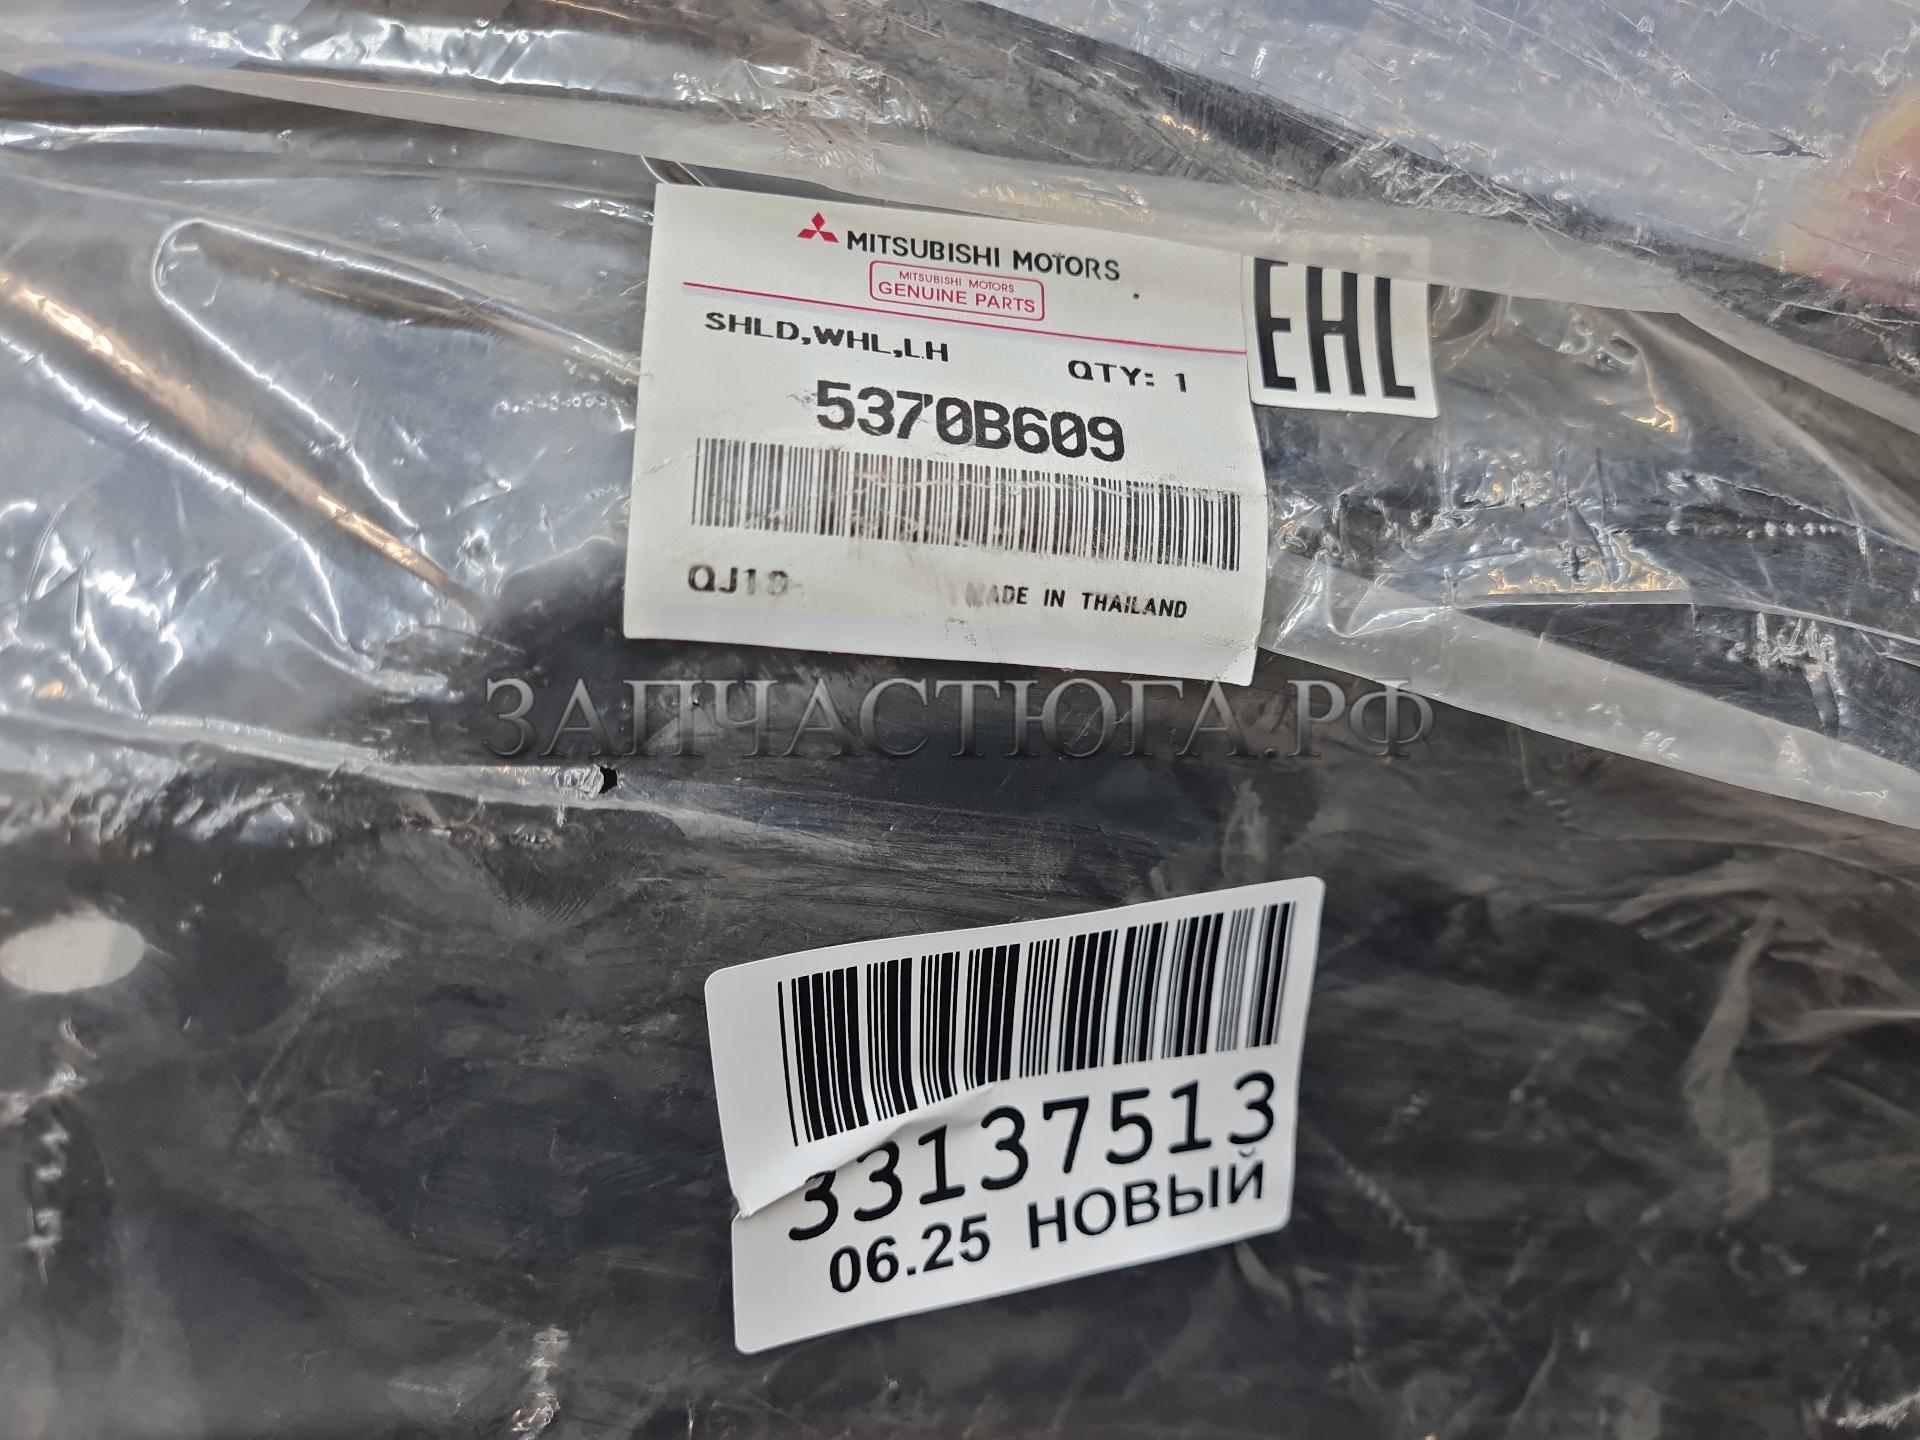 MITSUBISHI MOTORS
MITSUBISHI MOTORS
GENUINE PARTS
SHLD,WHL,LH
QTY: 1
5370B609
EAC
MADE IN THAILAND
ЗАПЧАСТЮГА.РФ
33137513
06.25 НОВЫЙ